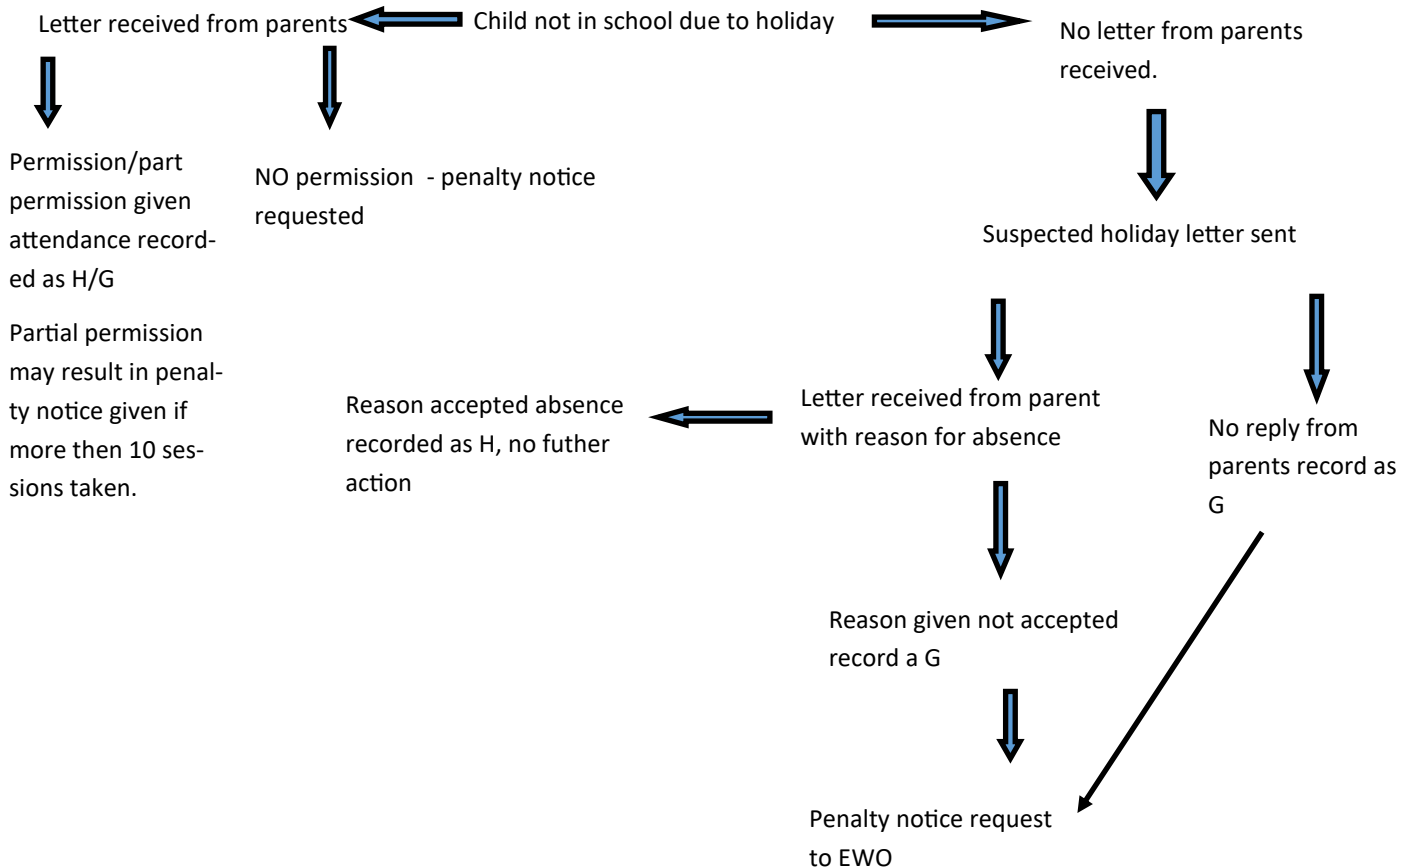 Letter received from parents
Child not in school due to holiday
No letter from parents
received.
Permission/part
permission given
attendance record-
ed as H/G
NO permission  - penalty notice
requested
Suspected holiday letter sent
Partial permission
may result in penal-
ty notice given if
more then 10 ses-
sions taken.
Reason accepted absence
recorded as H, no futher
action
Letter received from parent
with reason for absence
No reply from
parents record as
G
Reason given not accepted
record a G
Penalty notice request
to EWO